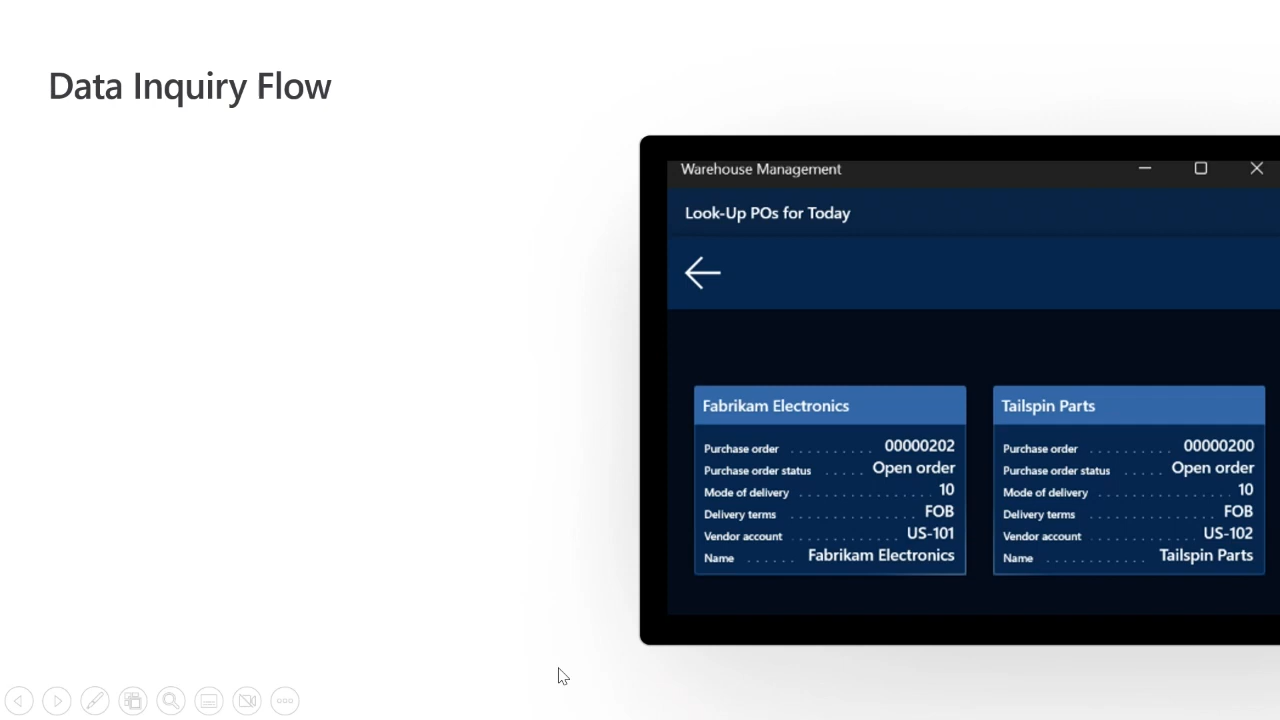 Data Inquiry Flow
Warehouse Management
Look-Up POs for Today
Fabrikam Electronics
Purchase order . . . . . . . . . . 00000202
Purchase order status . . . . . Open order
Mode of delivery . . . . . . . . . . . . . . . . 10
Delivery terms . . . . . . . . . . . . . . . FOB
Vendor account . . . . . . . . . . . . . US-101
Name . . . . . . Fabrikam Electronics
Tailspin Parts
Purchase order . . . . . . . . . . 00000200
Purchase order status . . . . . Open order
Mode of delivery . . . . . . . . . . . . . . . . 10
Delivery terms . . . . . . . . . . . . . . . FOB
Vendor account . . . . . . . . . . . . . US-102
Name . . . . . . . . . . . . Tailspin Parts